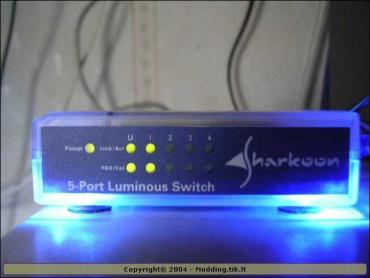 U 1 2 3 4
Power Link/Act
FDX/Col
Sharkoon
5-Port Luminous Switch
Copyright© 2004 - Modding.tik.lt